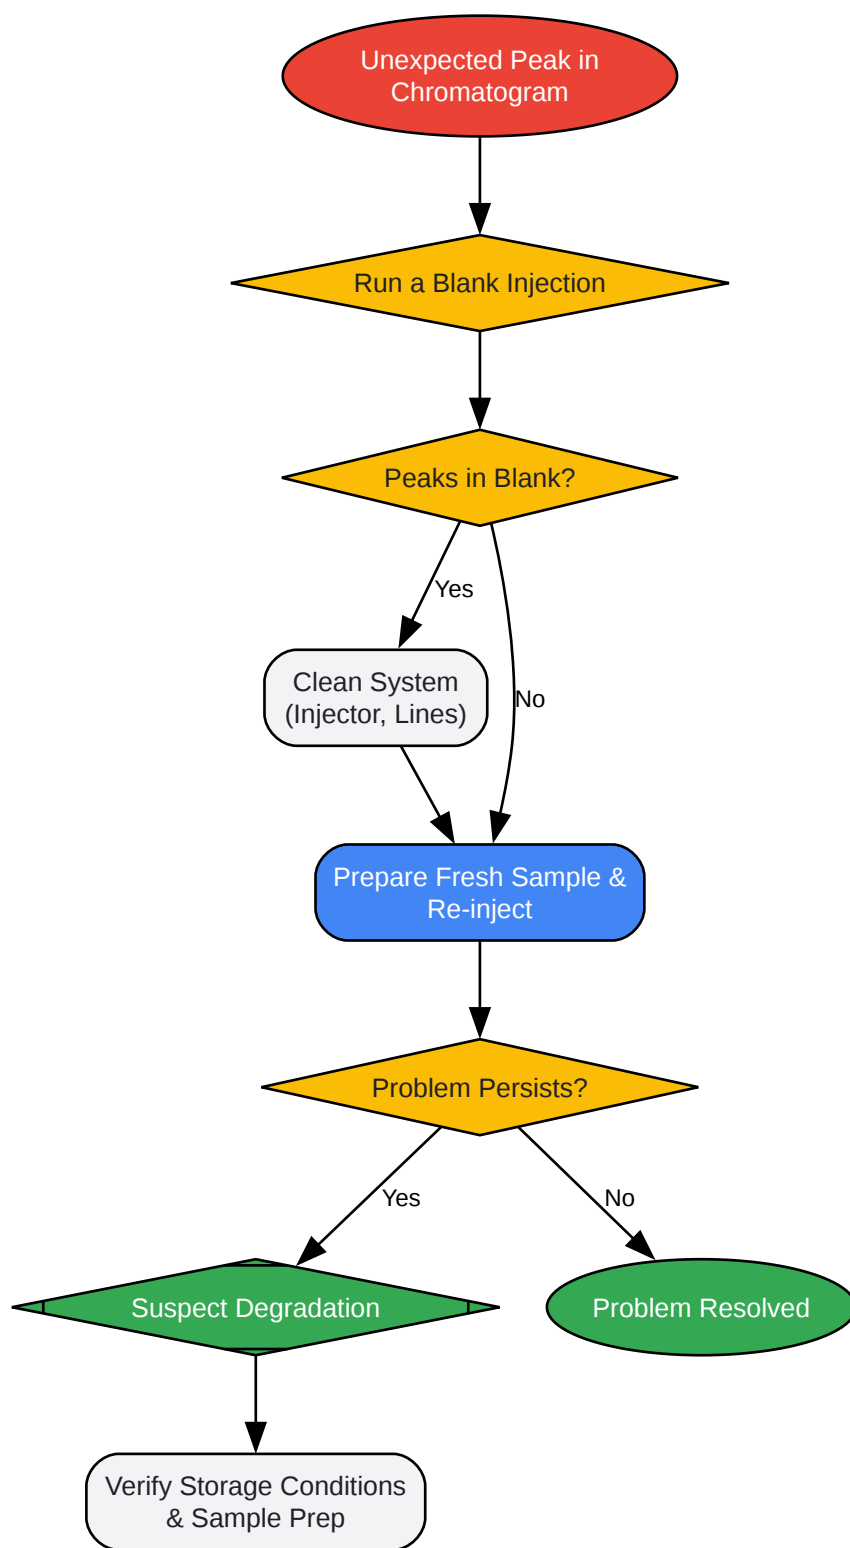 Unexpected Peak in
Chromatogram
Run a Blank Injection
Peaks in Blank?
Yes
Clean System
(Injector, Lines)
No
Prepare Fresh Sample &
Re-inject
Problem Persists?
Yes
No
Suspect Degradation
Problem Resolved
Verify Storage Conditions
& Sample Prep